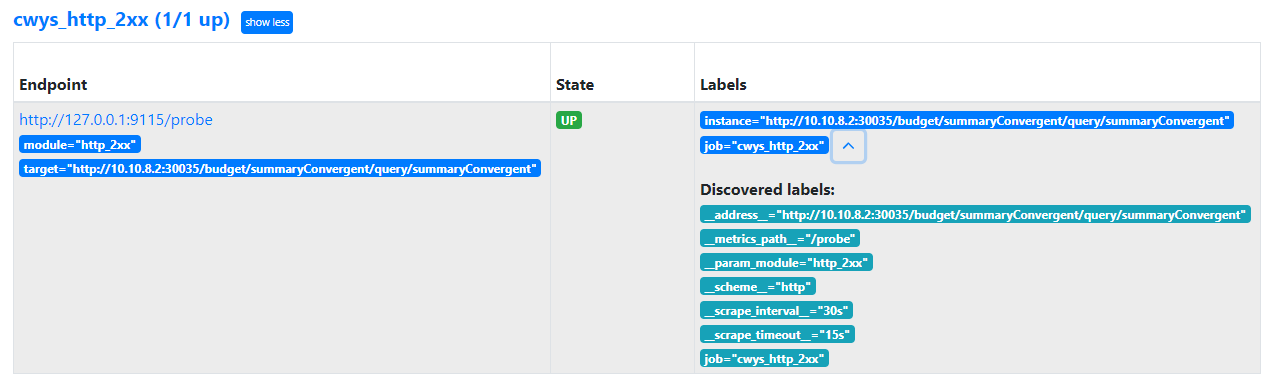 cwys_http_2xx (1/1 up) show less
Endpoint State Labels
http://127.0.0.1:9115/probe UP instance="http://10.10.8.2:30035/budget/summaryConvergent/query/summaryConvergent"
module="http_2xx" job="cwys_http_2xx"
target="http://10.10.8.2:30035/budget/summaryConvergent/query/summaryConvergent"
Discovered labels:
__address__="http://10.10.8.2:30035/budget/summaryConvergent/query/summaryConvergent"
__metrics_path__="/probe"
__param_module="http_2xx"
__scheme__="http"
__scrape_interval__="30s"
__scrape_timeout__="15s"
job="cwys_http_2xx"